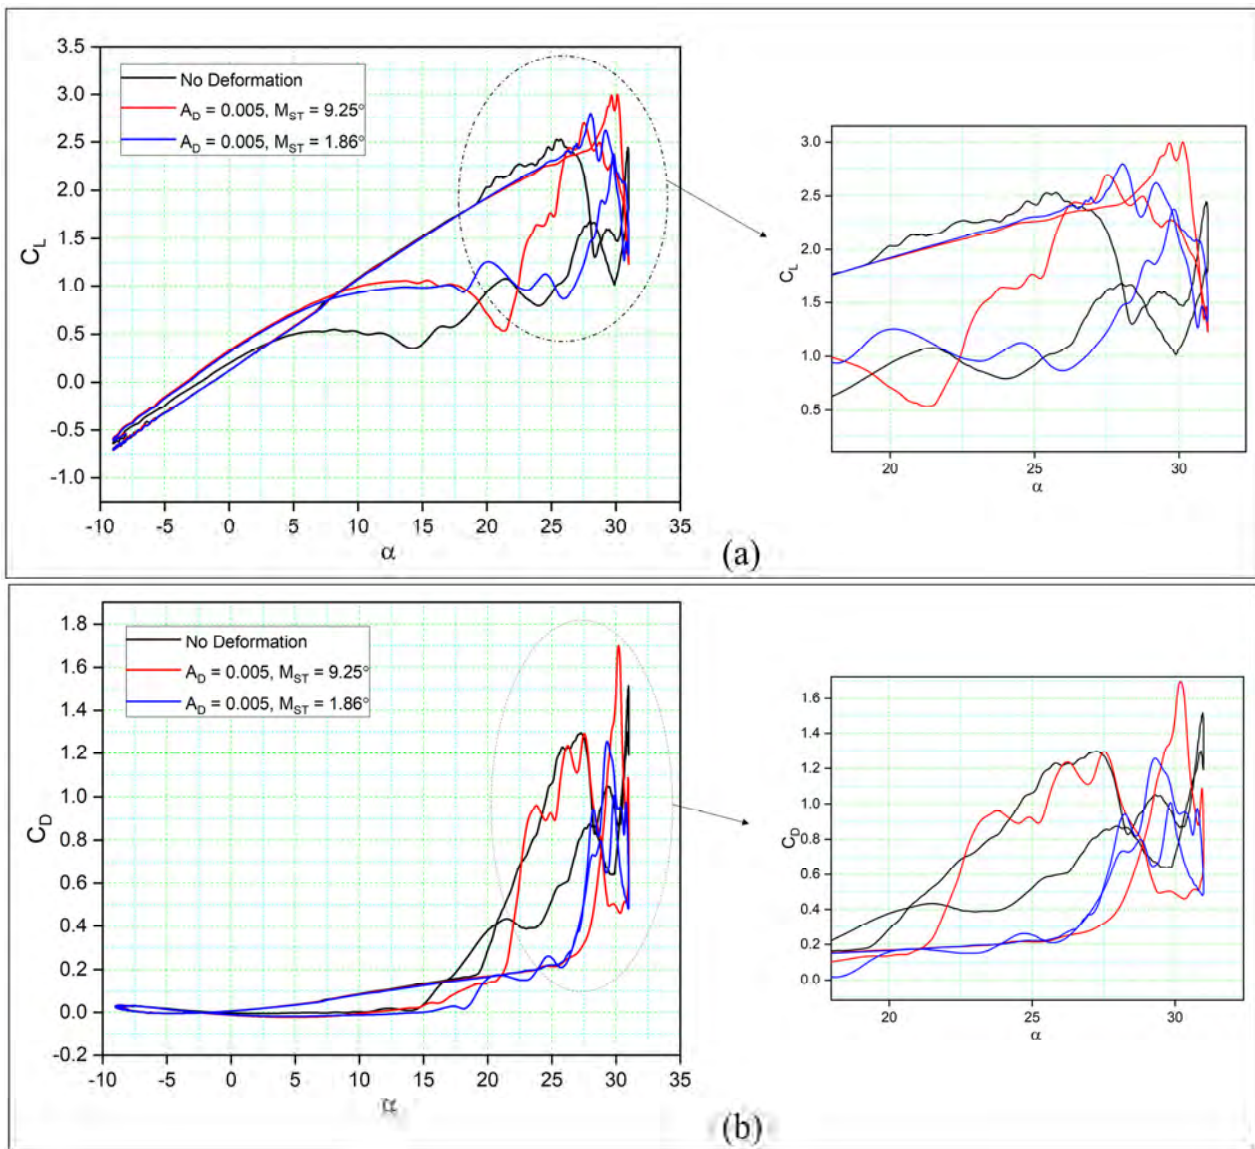 3.5
3.0
2.5
2.0
1.5
1.0
0.5
0.0
-0.5
-1.0
C_L
No Deformation
A_D = 0.005, M_ST = 9.25°
A_D = 0.005, M_ST = 1.86°
-10 -5 0 5 10 15 20 25 30 35
α
3.0
2.5
2.0
1.5
1.0
0.5
C_L
20 25 30
α
(a)
1.8
1.6
1.4
1.2
1.0
0.8
0.6
0.4
0.2
0.0
-0.2
C_D
No Deformation
A_D = 0.005, M_ST = 9.25°
A_D = 0.005, M_ST = 1.86°
-10 -5 0 5 10 15 20 25 30 35
α
1.6
1.4
1.2
1.0
0.8
0.6
0.4
0.2
0.0
C_D
20 25 30
α
(b)